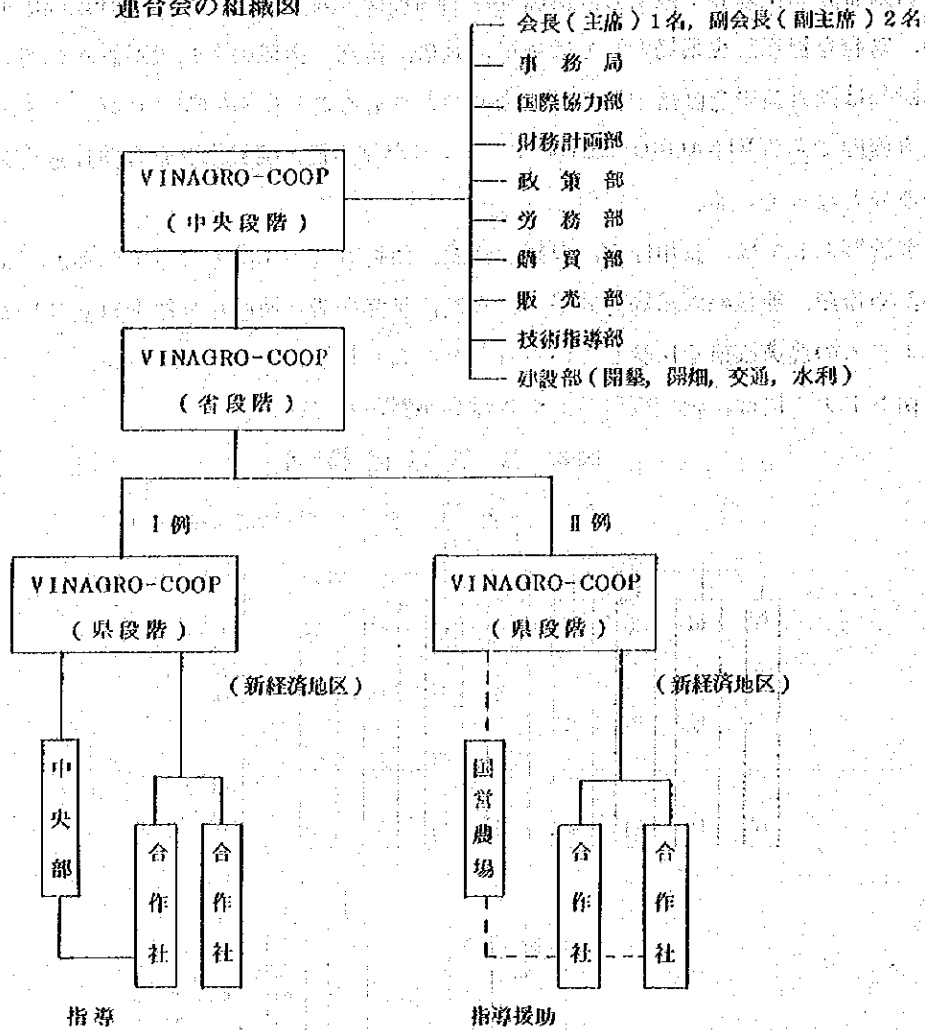 連合会の組織図
会長(主席)1名, 副会長(副主席)2名
事務局
国際協力部
財務計画部
政策部
労務部
購買部
販売部
技術指導部
建設部(開墾, 開畑, 交通, 水利)
VINAGRO-COOP
(中央段階)
VINAGRO-COOP
(省段階)
I例
II例
VINAGRO-COOP
(県段階)
VINAGRO-COOP
(県段階)
(新経済地区)
(新経済地区)
中央部
合作社
合作社
国営農場
合作社
合作社
指導
指導援助